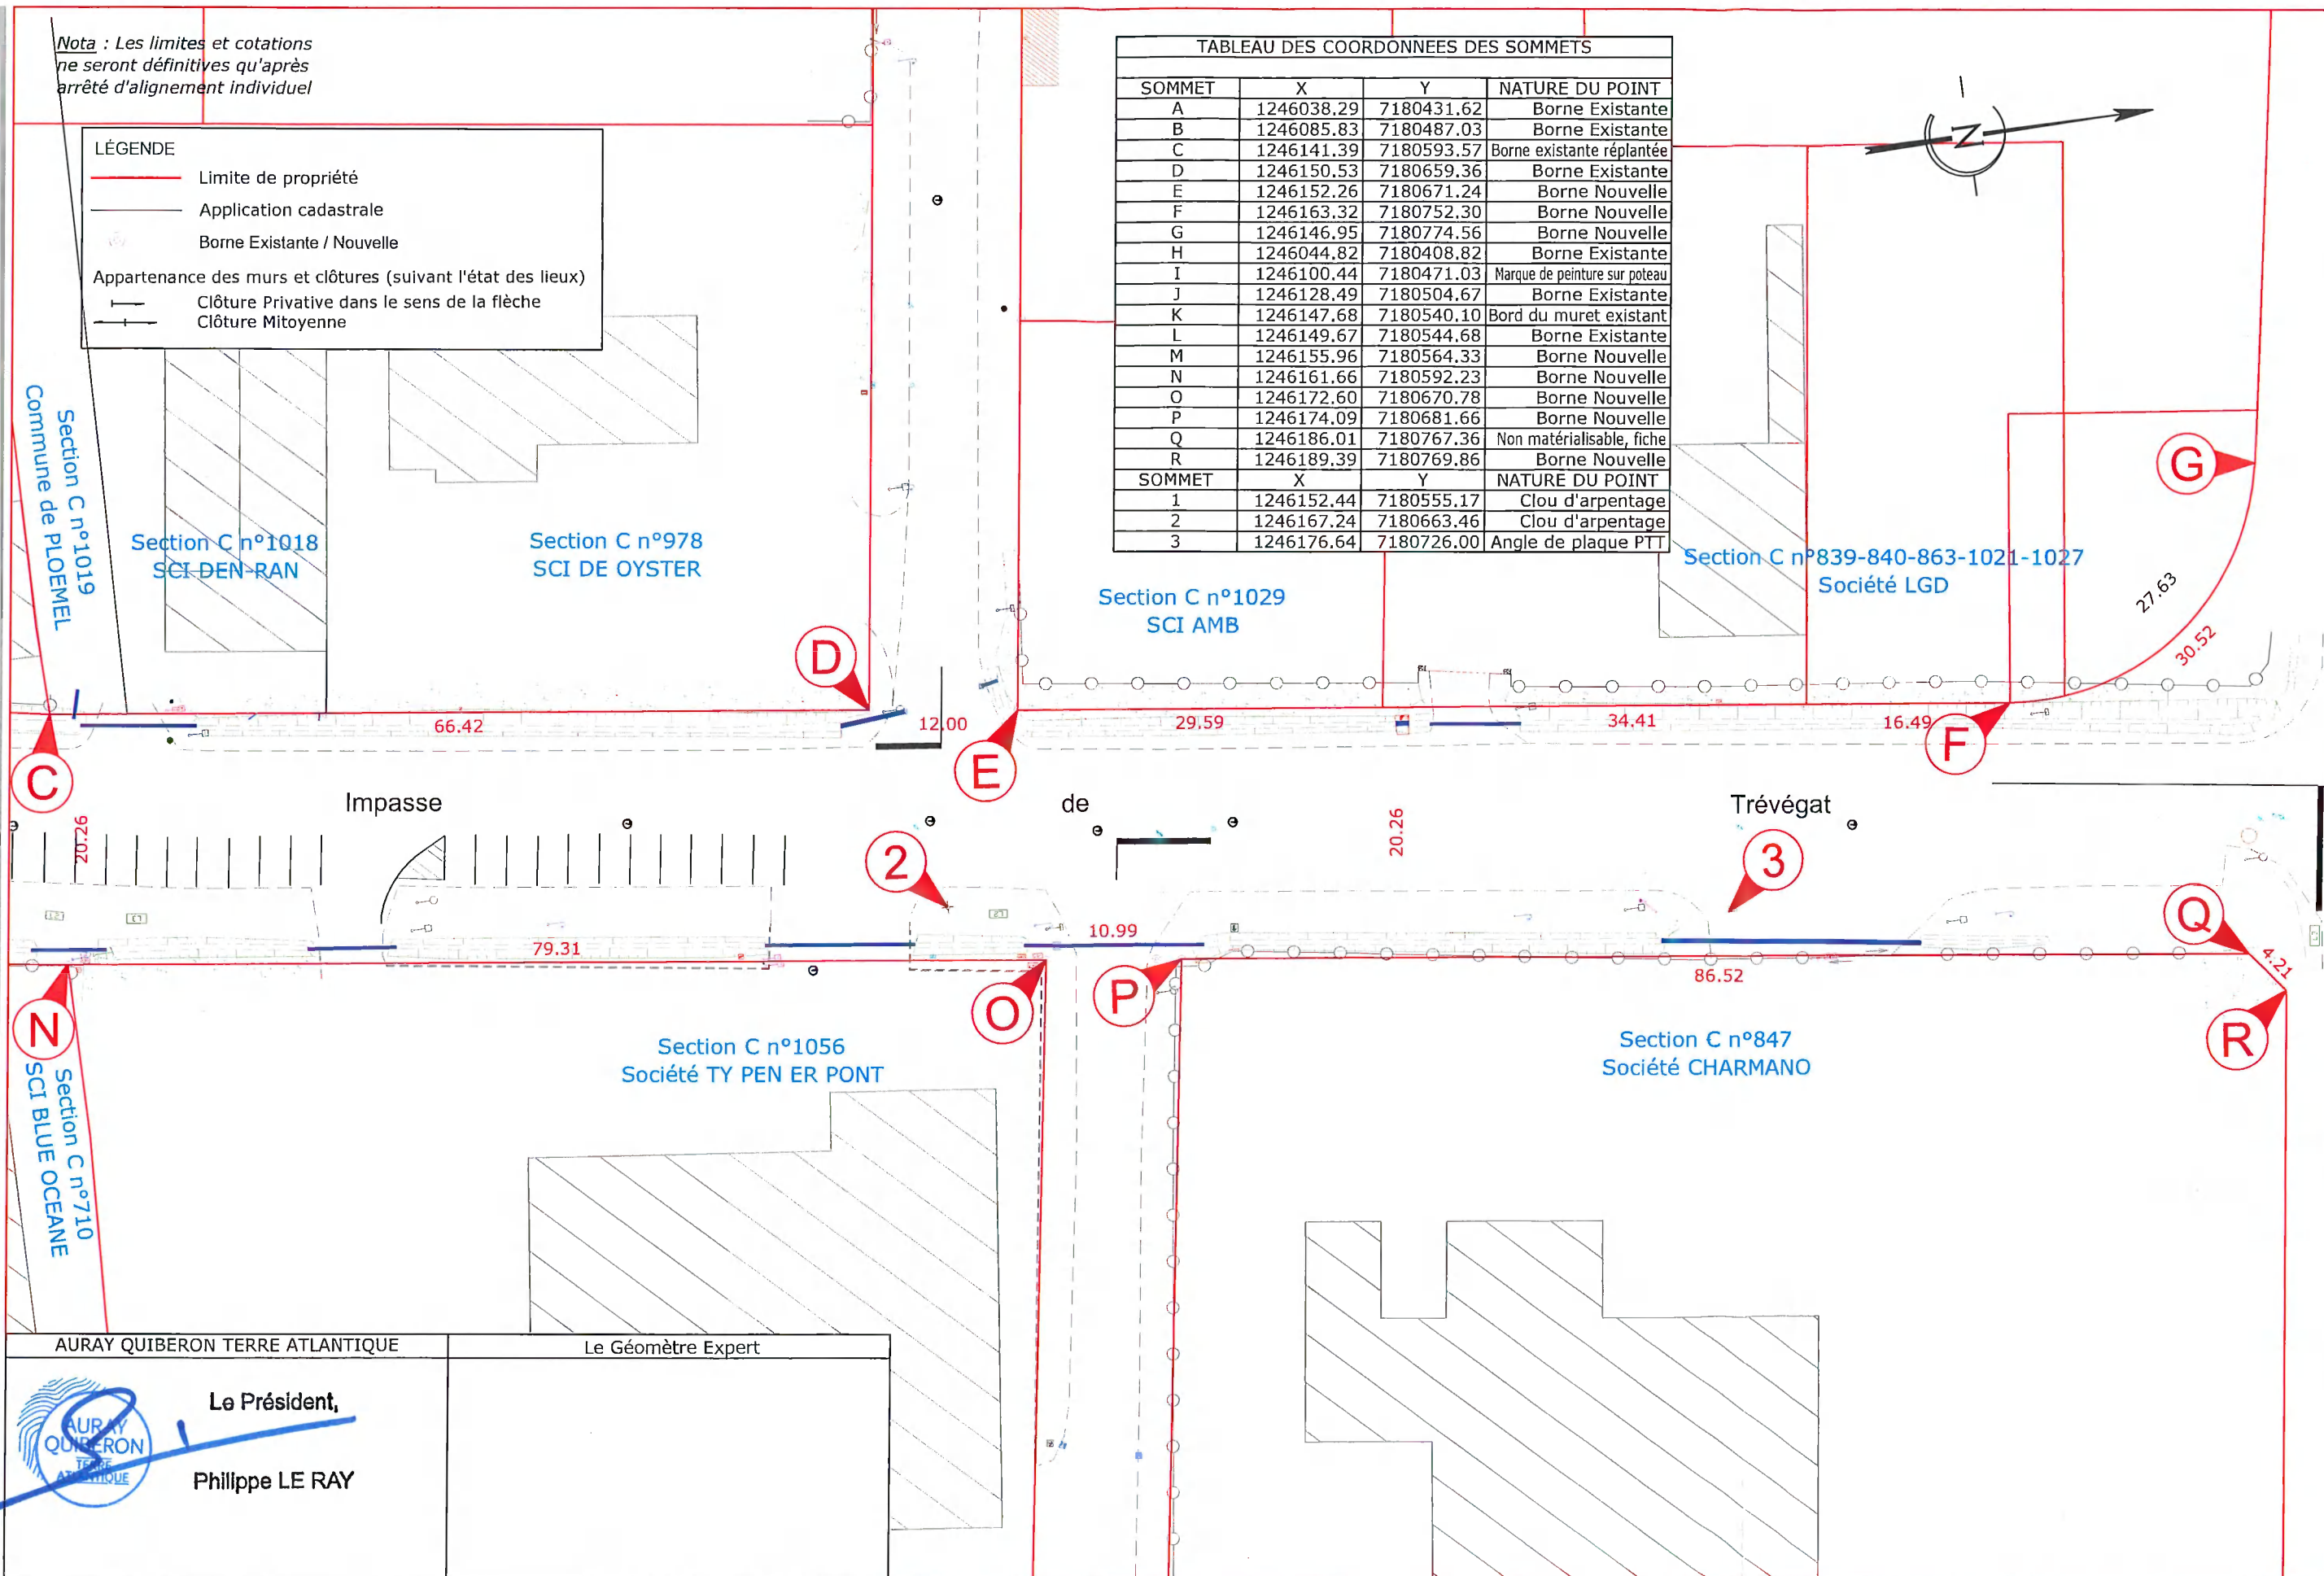 Nota : Les limites et cotations
ne seront définitives qu'après
arrêté d'alignement individuel
LÉGENDE
Limite de propriété
Application cadastrale
Borne Existante / Nouvelle
Appartenance des murs et clôtures (suivant l'état des lieux)
Clôture Privative dans le sens de la flèche
Clôture Mitoyenne
TABLEAU DES COORDONNEES DES SOMMETS
SOMMET X Y NATURE DU POINT
A 1246038.29 7180431.62 Borne Existante
B 1246085.83 7180487.03 Borne Existante
C 1246141.39 7180593.57 Borne existante réplantée
D 1246150.53 7180659.36 Borne Existante
E 1246152.26 7180671.24 Borne Nouvelle
F 1246163.32 7180752.30 Borne Nouvelle
G 1246146.95 7180774.56 Borne Nouvelle
H 1246044.82 7180408.82 Borne Existante
I 1246100.44 7180471.03 Marque de peinture sur poteau
J 1246128.49 7180504.67 Borne Existante
K 1246147.68 7180540.10 Bord du muret existant
L 1246149.67 7180544.68 Borne Existante
M 1246155.96 7180564.33 Borne Nouvelle
N 1246161.66 7180592.23 Borne Nouvelle
O 1246172.60 7180670.78 Borne Nouvelle
P 1246174.09 7180681.66 Borne Nouvelle
Q 1246186.01 7180767.36 Non matérialisable, fiche
R 1246189.39 7180769.86 Borne Nouvelle
SOMMET X Y NATURE DU POINT
1 1246152.44 7180555.17 Clou d'arpentage
2 1246167.24 7180663.46 Clou d'arpentage
3 1246176.64 7180726.00 Angle de plaque PTT
N
Section C n°1019
Commune de PLOEMEL
Section C n°1018
SCI DEN-RAN
Section C n°978
SCI DE OYSTER
Section C n°1029
SCI AMB
Section C n°839-840-863-1021-1027
Société LGD
G
27.63
30.52
D
C
66.42
12.00
E
29.59
34.41
16.49
F
Impasse de Trévégat
20.26
20.26
2
3
Q
4.21
79.31
10.99
86.52
N
O
P
R
Section C n°710
SCI BLUE OCEANE
Section C n°1056
Société TY PEN ER PONT
Section C n°847
Société CHARMANO
AURAY QUIBERON TERRE ATLANTIQUE
Le Géomètre Expert
Le Président,
AURAY
QUIBERON
TERRE
ATLANTIQUE
Philippe LE RAY